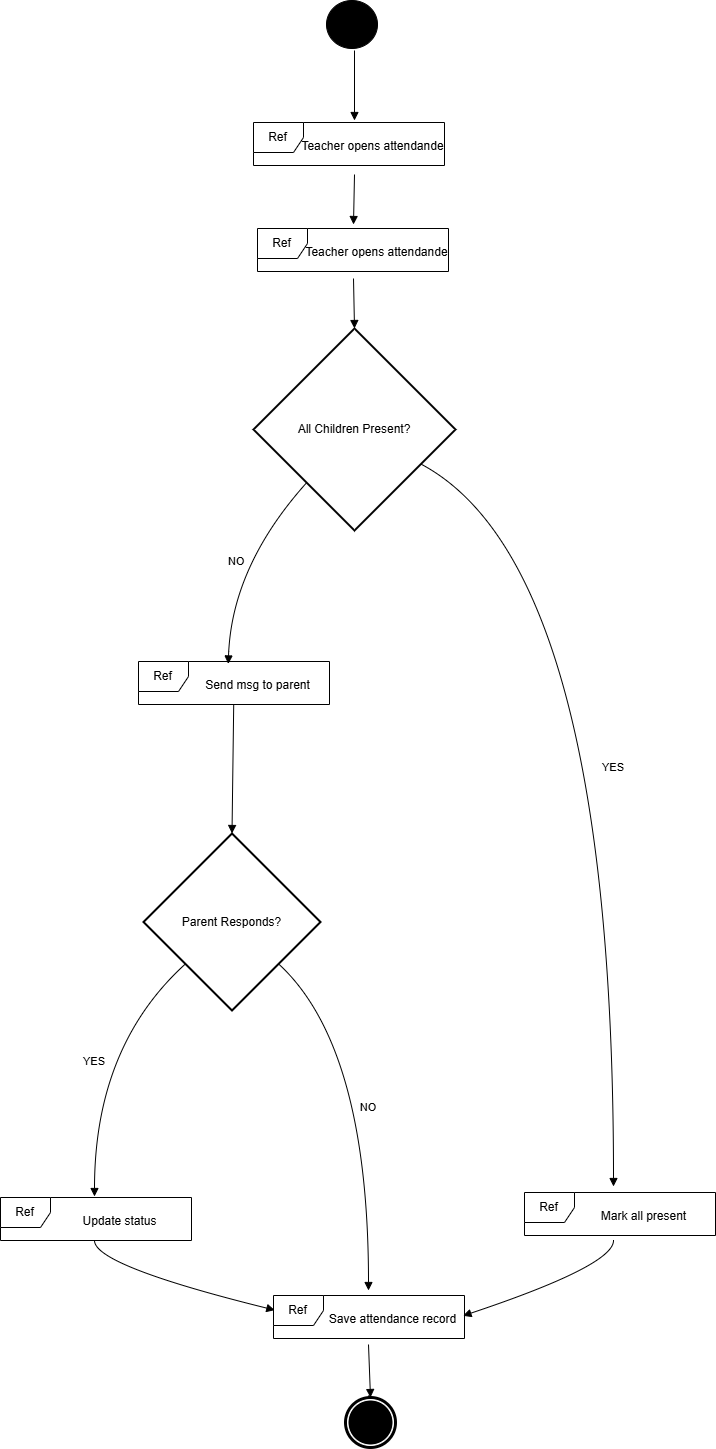 Ref
Teacher opens attendande
Ref
Teacher opens attendande
All Children Present?
NO
Ref
Send msg to parent
YES
Parent Responds?
YES
NO
Ref
Update status
Ref
Mark all present
Ref
Save attendance record